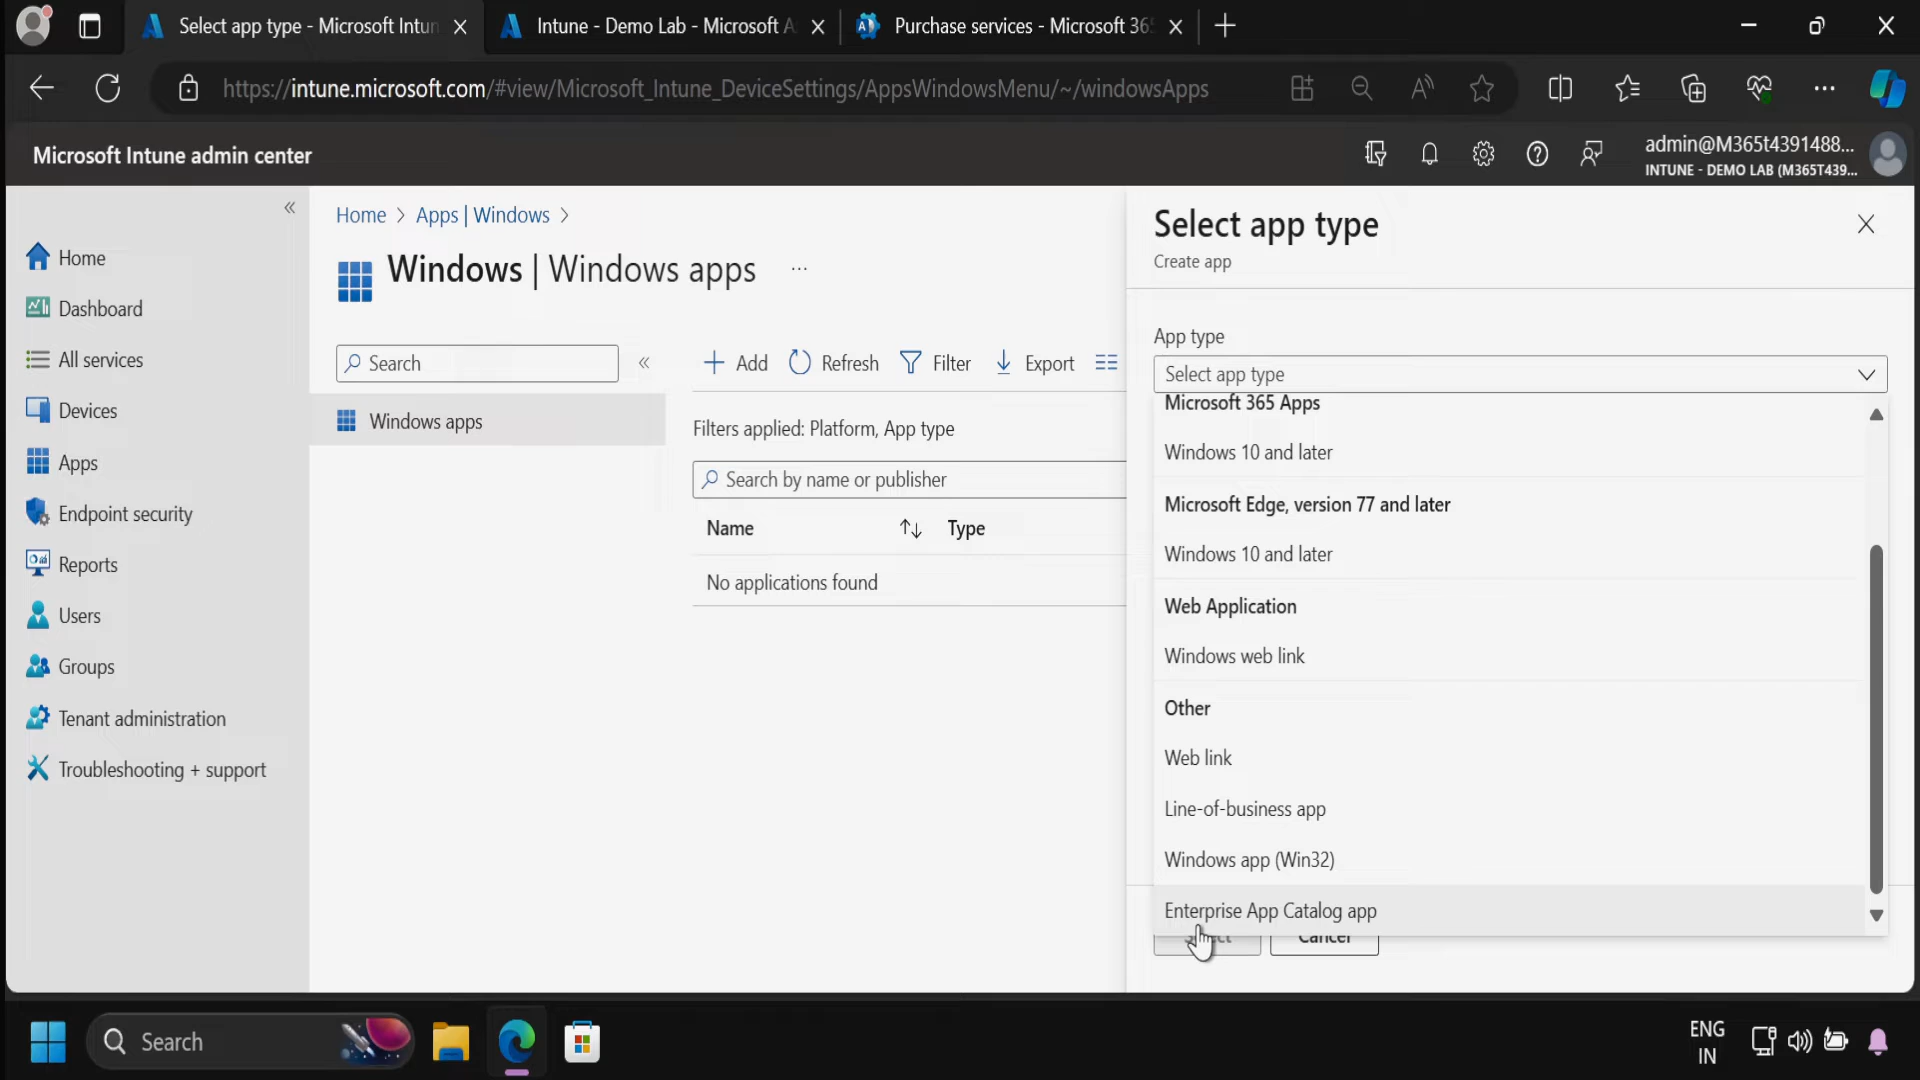 Select app type - Microsoft Intun
Intune - Demo Lab - Microsoft A
Purchase services - Microsoft 36
https://intune.microsoft.com/#view/Microsoft_Intune_DeviceSettings/AppsWindowsMenu/~/windowsApps
Microsoft Intune admin center
admin@M365t4391488...
INTUNE - DEMO LAB (M365T439...
Home
Dashboard
All services
Devices
Apps
Endpoint security
Reports
Users
Groups
Tenant administration
Troubleshooting + support
Home > Apps | Windows >
Windows | Windows apps ...
Search
Windows apps
Add
Refresh
Filter
Export
Filters applied: Platform, App type
Search by name or publisher
Name
Type
No applications found
Select app type
Create app
App type
Select app type
Microsoft 365 Apps
Windows 10 and later
Microsoft Edge, version 77 and later
Windows 10 and later
Web Application
Windows web link
Other
Web link
Line-of-business app
Windows app (Win32)
Enterprise App Catalog app
Select
Cancel
Search
ENG
IN